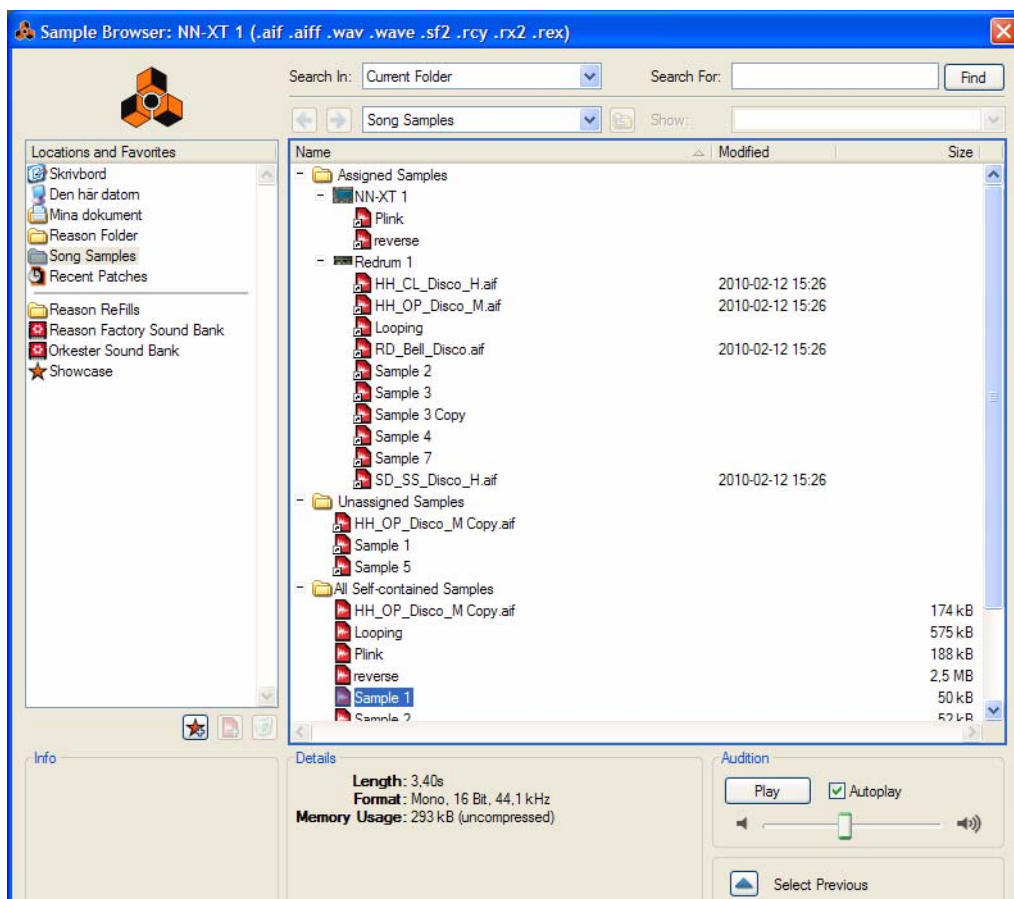 Sample Browser: NN-XT 1 (.aif .aiff .wav .wave .sf2 .rcy .rx2 .rex)
Search In: Current Folder Search For: Find
Song Samples Show:
Locations and Favorites
Skrivbord
Den här datorn
Mina dokument
Reason Folder
Song Samples
Recent Patches
Reason ReFills
Reason Factory Sound Bank
Orkester Sound Bank
Showcase
Name Modified Size
Assigned Samples
NN-XT 1
Plink
reverse
Redrum 1
HH_CL_Disco_H.aif 2010-02-12 15:26
HH_OP_Disco_M.aif 2010-02-12 15:26
Looping
RD_Bell_Disco.aif 2010-02-12 15:26
Sample 2
Sample 3
Sample 3 Copy
Sample 4
Sample 7
SD_SS_Disco_H.aif 2010-02-12 15:26
Unassigned Samples
HH_OP_Disco_M Copy.aif
Sample 1
Sample 5
All Self-contained Samples
HH_OP_Disco_M Copy.aif 174 kB
Looping 575 kB
Plink 188 kB
reverse 2,5 MB
Sample 1 50 kB
Sample 2 52 kB
Info
Details
Length: 3,40s
Format: Mono, 16 Bit, 44,1 kHz
Memory Usage: 293 kB (uncompressed)
Audition
Play Autoplay
Select Previous